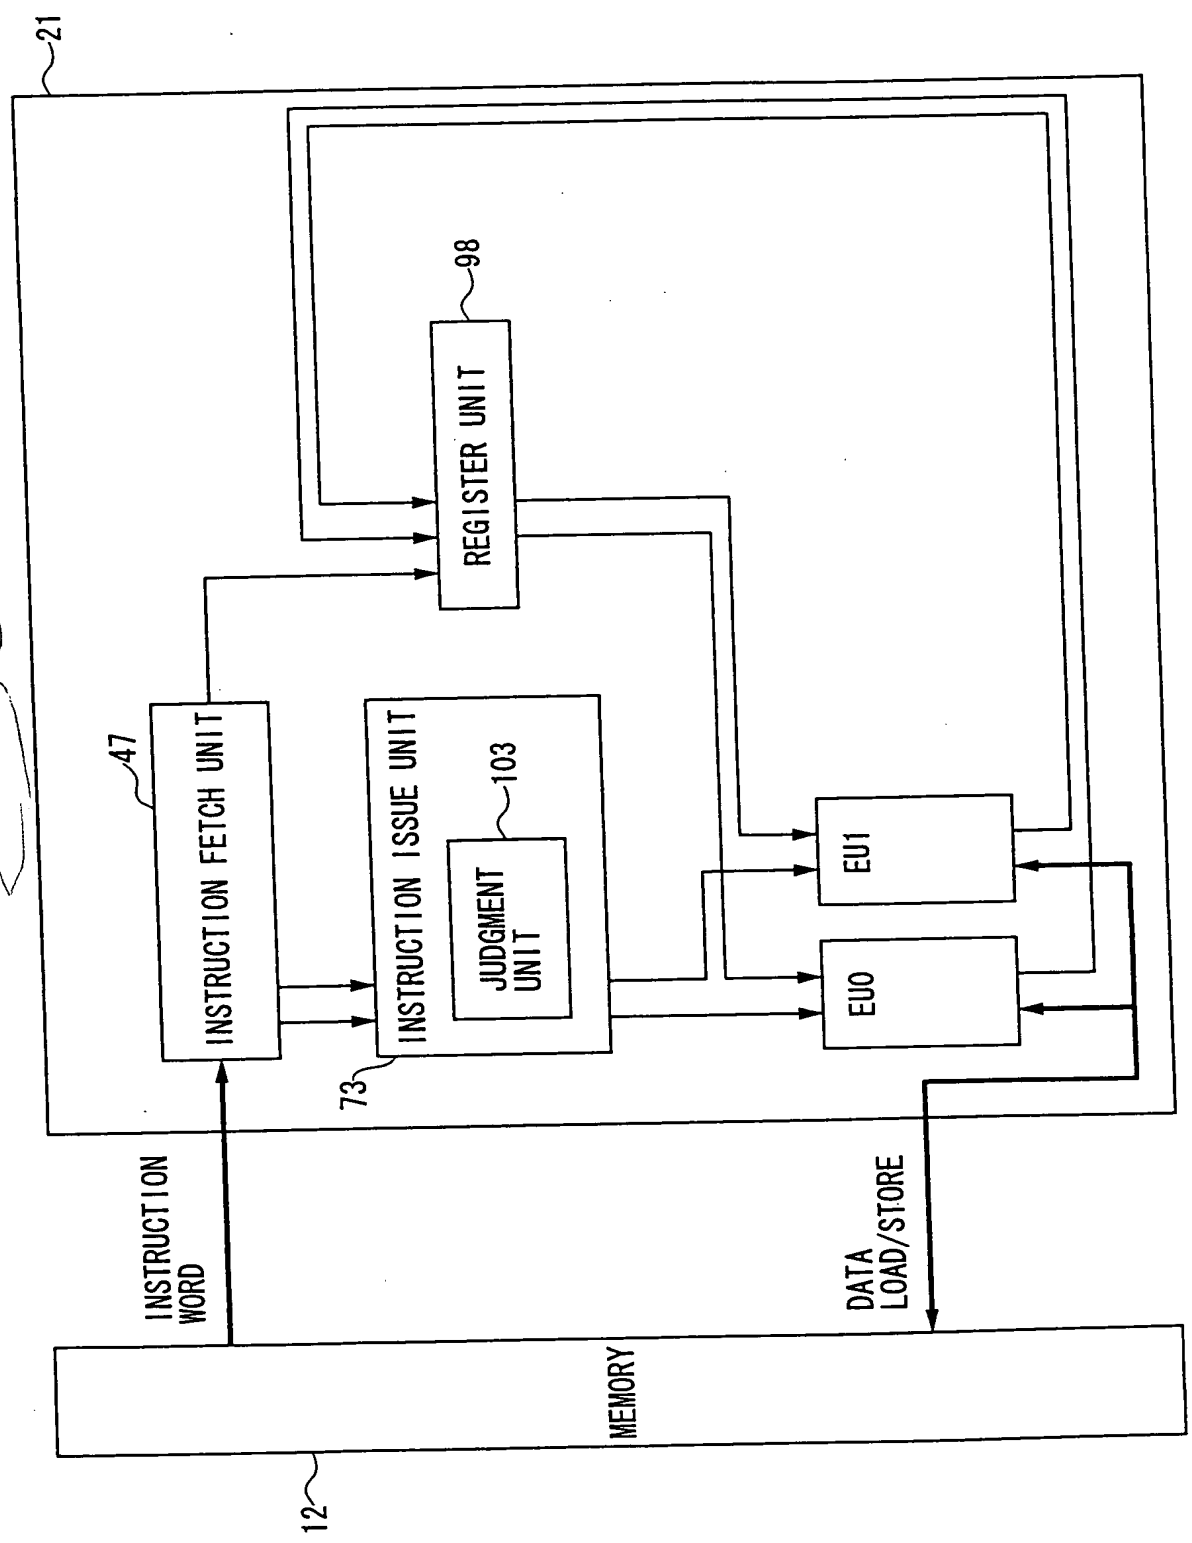 21
INSTRUCTION FETCH UNIT
47
INSTRUCTION ISSUE UNIT
73
JUDGMENT
UNIT
103
REGISTER UNIT
98
EU0
EU1
INSTRUCTION
WORD
DATA
LOAD/STORE
MEMORY
12